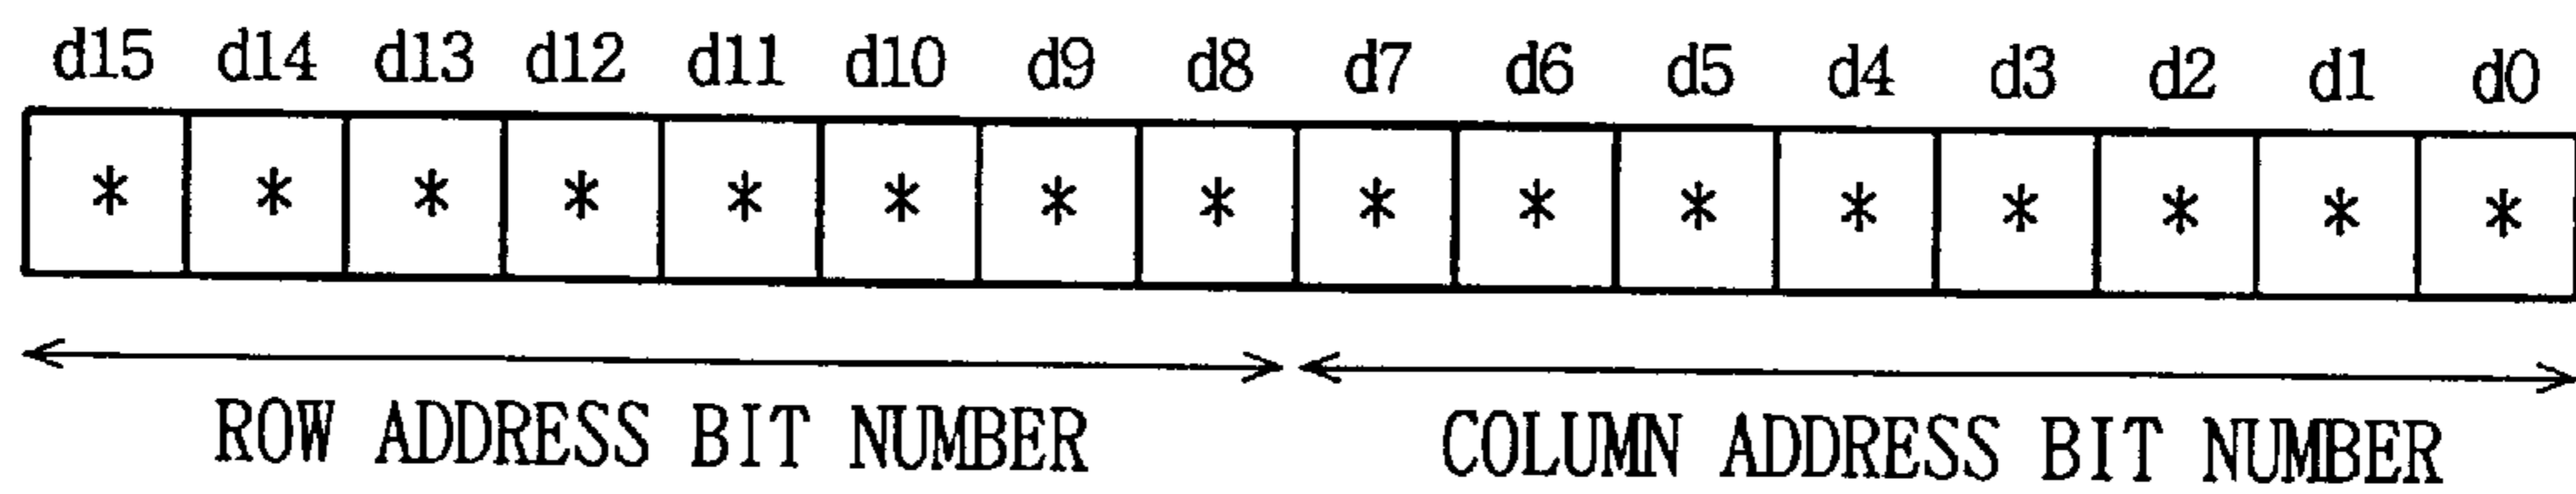 d15 d14 d13 d12 d11 d10 d9 d8 d7 d6 d5 d4 d3 d2 d1 d0
* * * * * * * * * * * * * * * *
ROW ADDRESS BIT NUMBER COLUMN ADDRESS BIT NUMBER